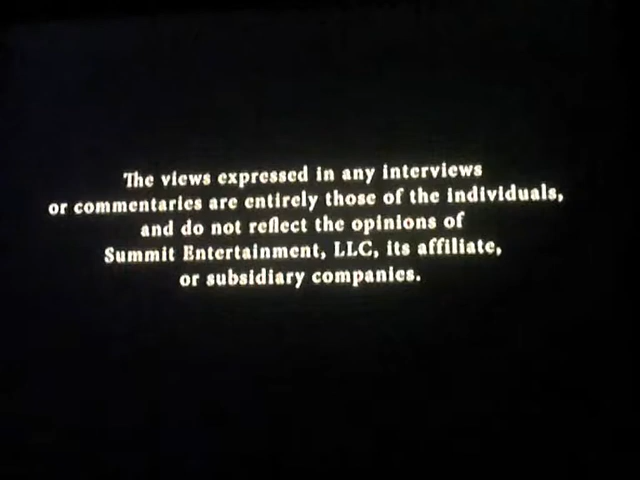 The views expressed in any interviews
or commentaries are entirely those of the individuals,
and do not reflect the opinions of
Summit Entertainment, LLC, its affiliate,
or subsidiary companies.